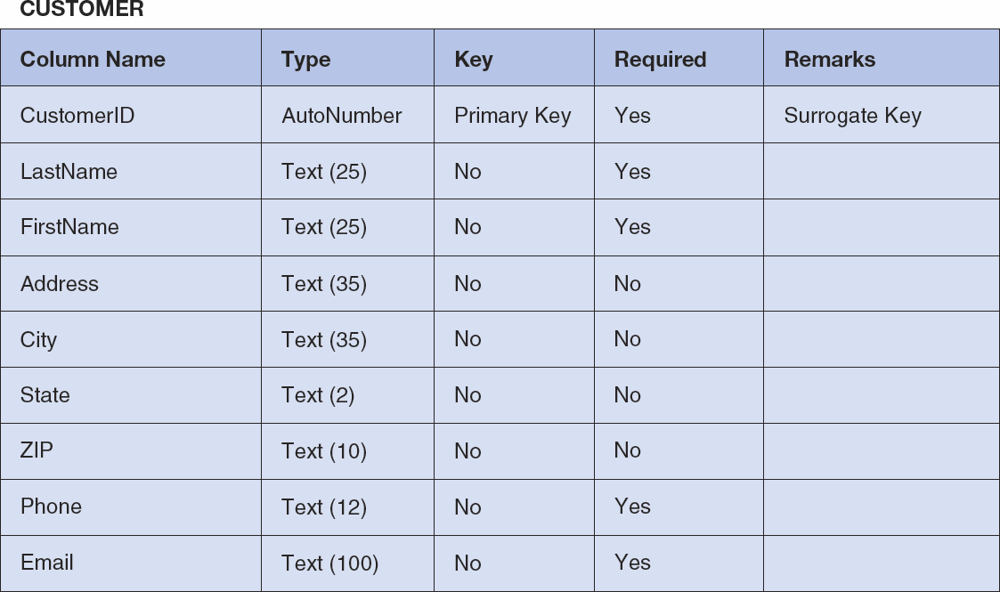 CUSTOMER
Column Name Type Key Required Remarks
CustomerID AutoNumber Primary Key Yes Surrogate Key
LastName Text (25) No Yes
FirstName Text (25) No Yes
Address Text (35) No No
City Text (35) No No
State Text (2) No No
ZIP Text (10) No No
Phone Text (12) No Yes
Email Text (100) No Yes